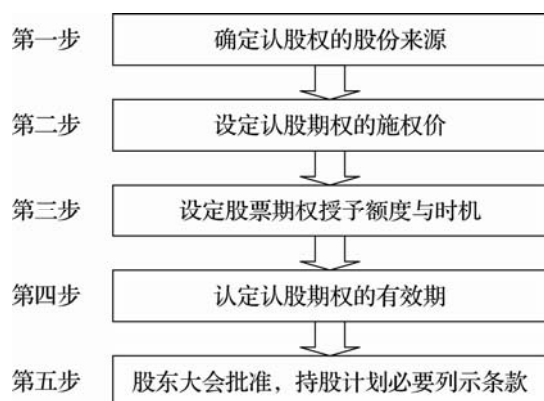 第一步 确定认股权的股份来源
第二步 设定认股期权的施权价
第三步 设定股票期权授予额度与时机
第四步 认定认股期权的有效期
第五步 股东大会批准，持股计划必要列示条款